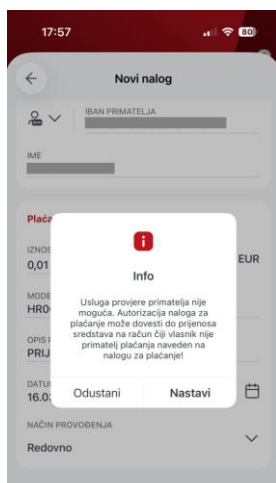 17:57
80
Novi nalog
IBAN PRIMATELJA
IME
Plać
IZNOS
0,01
EUR
i
Info
Usluga provjere primatelja nije
moguća. Autorizacija naloga za
plaćanje može dovesti do prijenosa
sredstava na račun čiji vlasnik nije
primatelj plaćanja naveden na
nalogu za plaćanje!
MODE
HR0
OPIS
PRIJ
DATU
16.0
Odustani
Nastavi
NAČIN PROVOĐENJA
Redovno